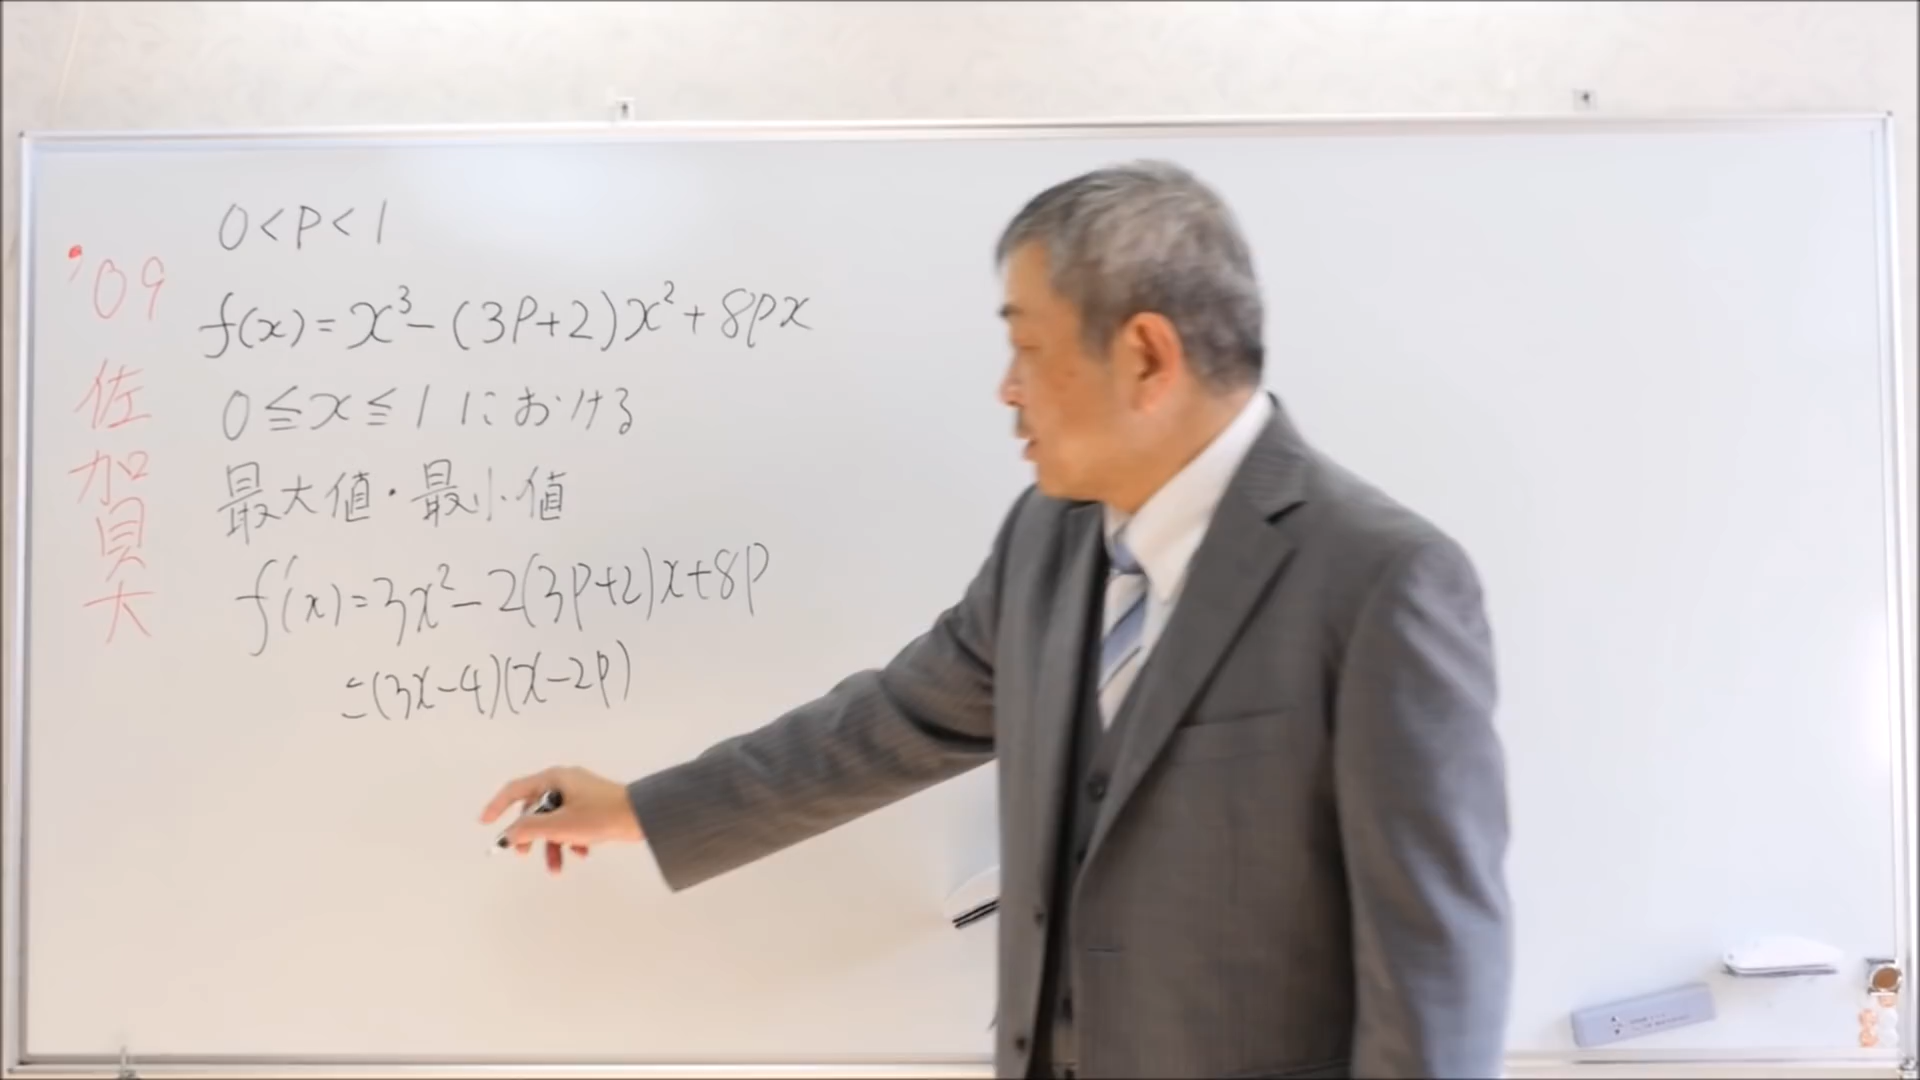 '09 佐賀大
0<P<1
f(x)=x³-(3P+2)x²+8px
0≦x≦1における
最大値・最小値
f'(x)=3x²-2(3P+2)x+8p
=(3x-4)(x-2p)